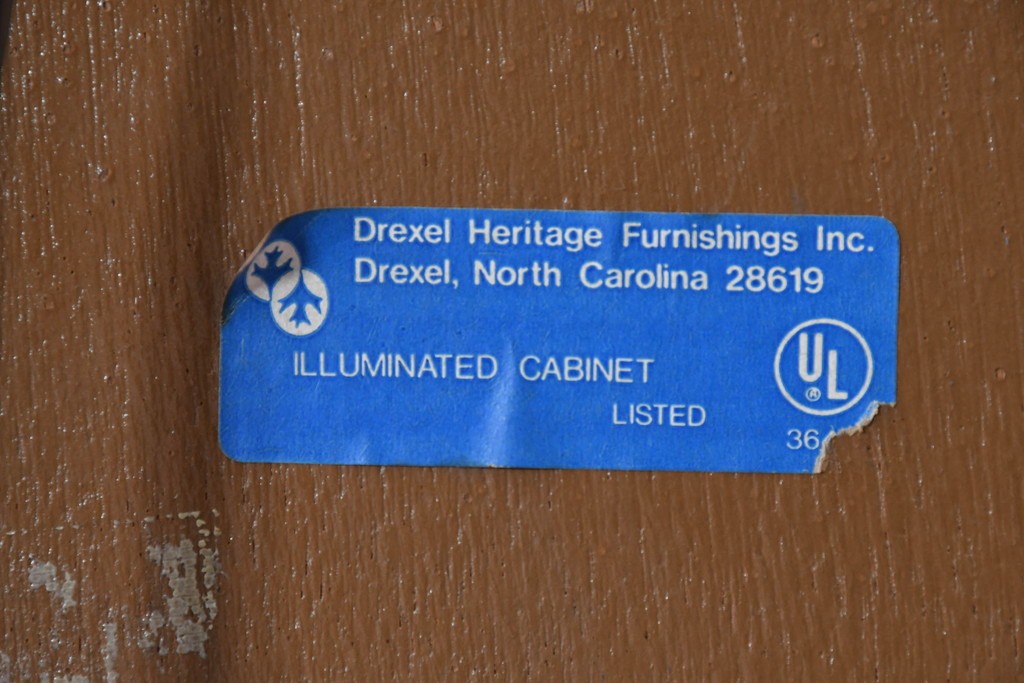 Drexel Heritage Furnishings Inc.
Drexel, North Carolina 28619
ILLUMINATED CABINET
LISTED
UL
®
36